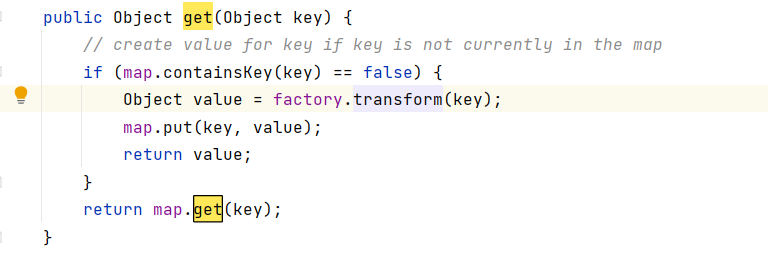 public Object get(Object key) {
    // create value for key if key is not currently in the map
    if (map.containsKey(key) == false) {
        Object value = factory.transform(key);
        map.put(key, value);
        return value;
    }
    return map.get(key);
}